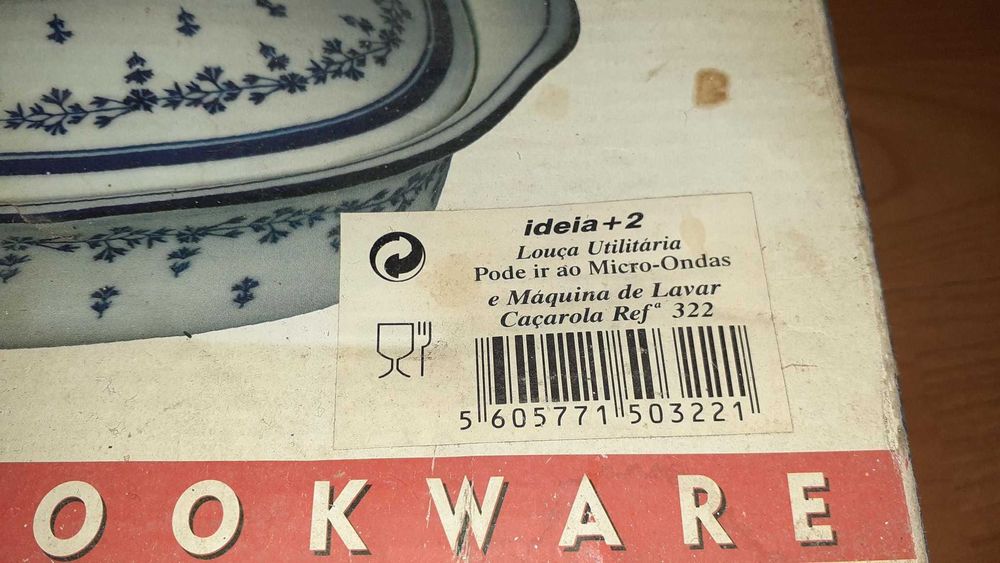 ideia+2
Louça Utilitária
Pode ir ao Micro-Ondas
e Máquina de Lavar
Caçarola Refª 322
5 605771 503221
OOKWARE